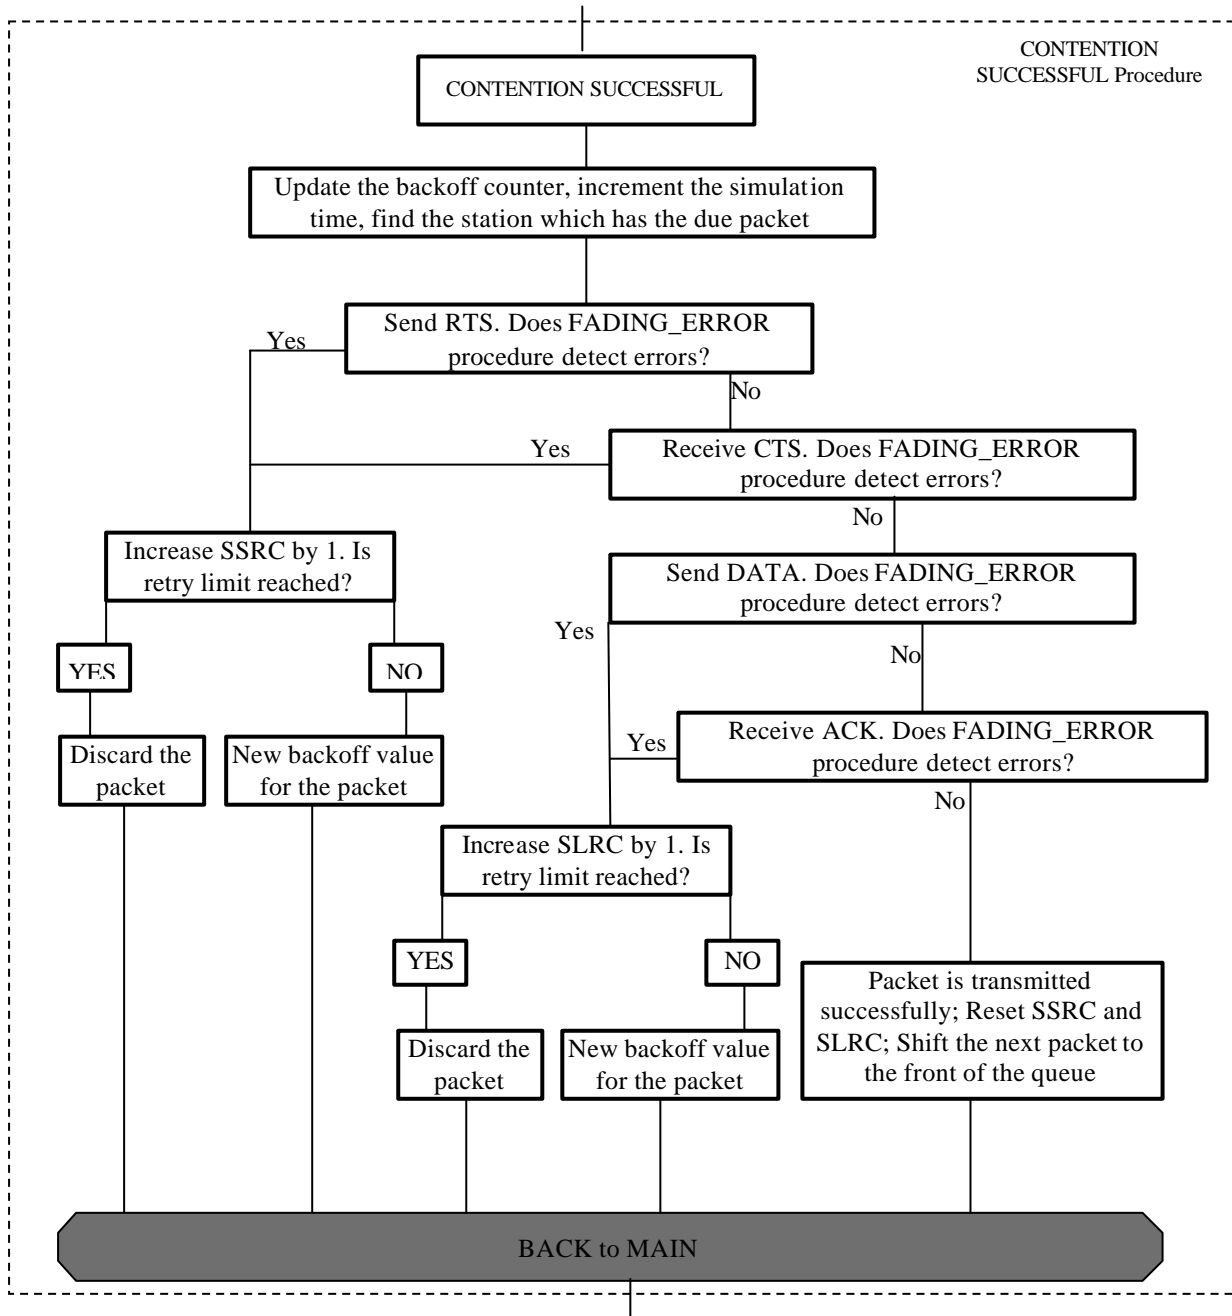 CONTENTION
SUCCESSFUL Procedure
CONTENTION SUCCESSFUL
Update the backoff counter, increment the simulation
time, find the station which has the due packet
Send RTS. Does FADING_ERROR
procedure detect errors?
Yes
No
Receive CTS. Does FADING_ERROR
procedure detect errors?
Yes
No
Increase SSRC by 1. Is
retry limit reached?
Send DATA. Does FADING_ERROR
procedure detect errors?
Yes
No
YES
NO
Discard the
packet
New backoff value
for the packet
Receive ACK. Does FADING_ERROR
procedure detect errors?
Yes
No
Increase SLRC by 1. Is
retry limit reached?
YES
NO
Discard the
packet
New backoff value
for the packet
Packet is transmitted
successfully; Reset SSRC and
SLRC; Shift the next packet to
the front of the queue
BACK to MAIN